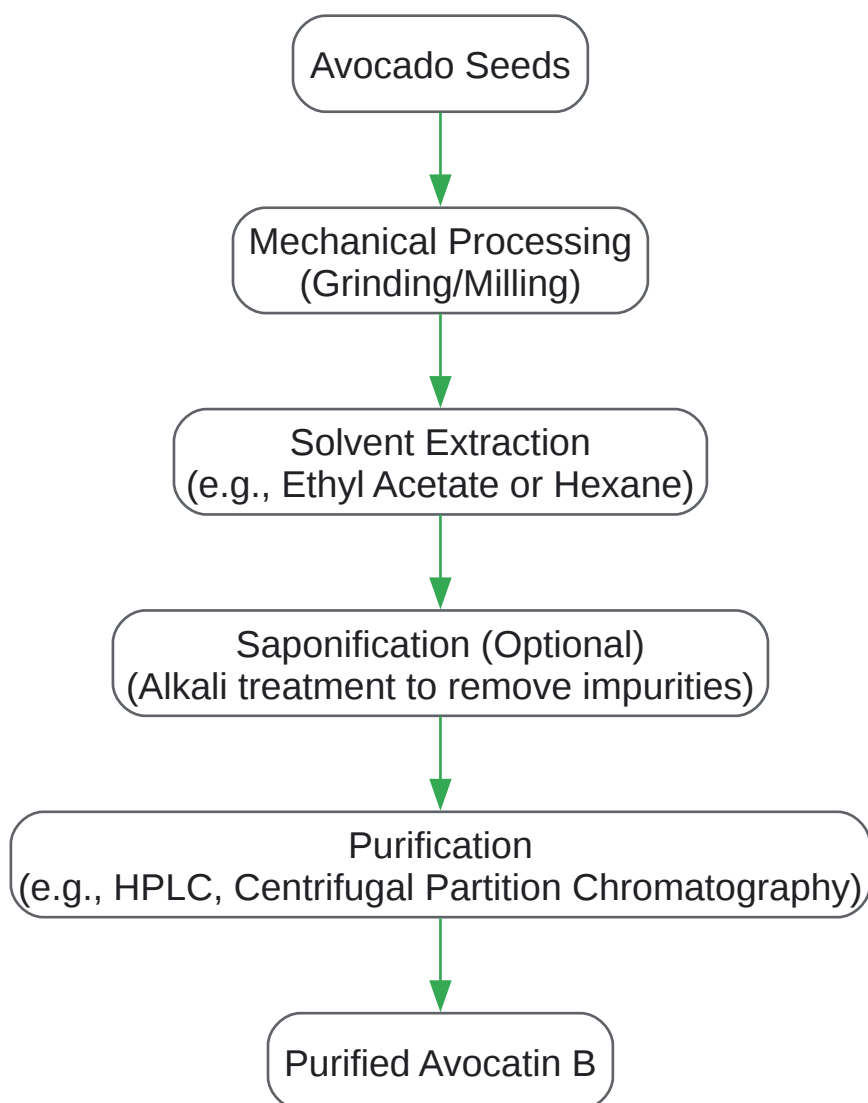 Avocado Seeds
Mechanical Processing
(Grinding/Milling)
Solvent Extraction
(e.g., Ethyl Acetate or Hexane)
Saponification (Optional)
(Alkali treatment to remove impurities)
Purification
(e.g., HPLC, Centrifugal Partition Chromatography)
Purified Avocatin B